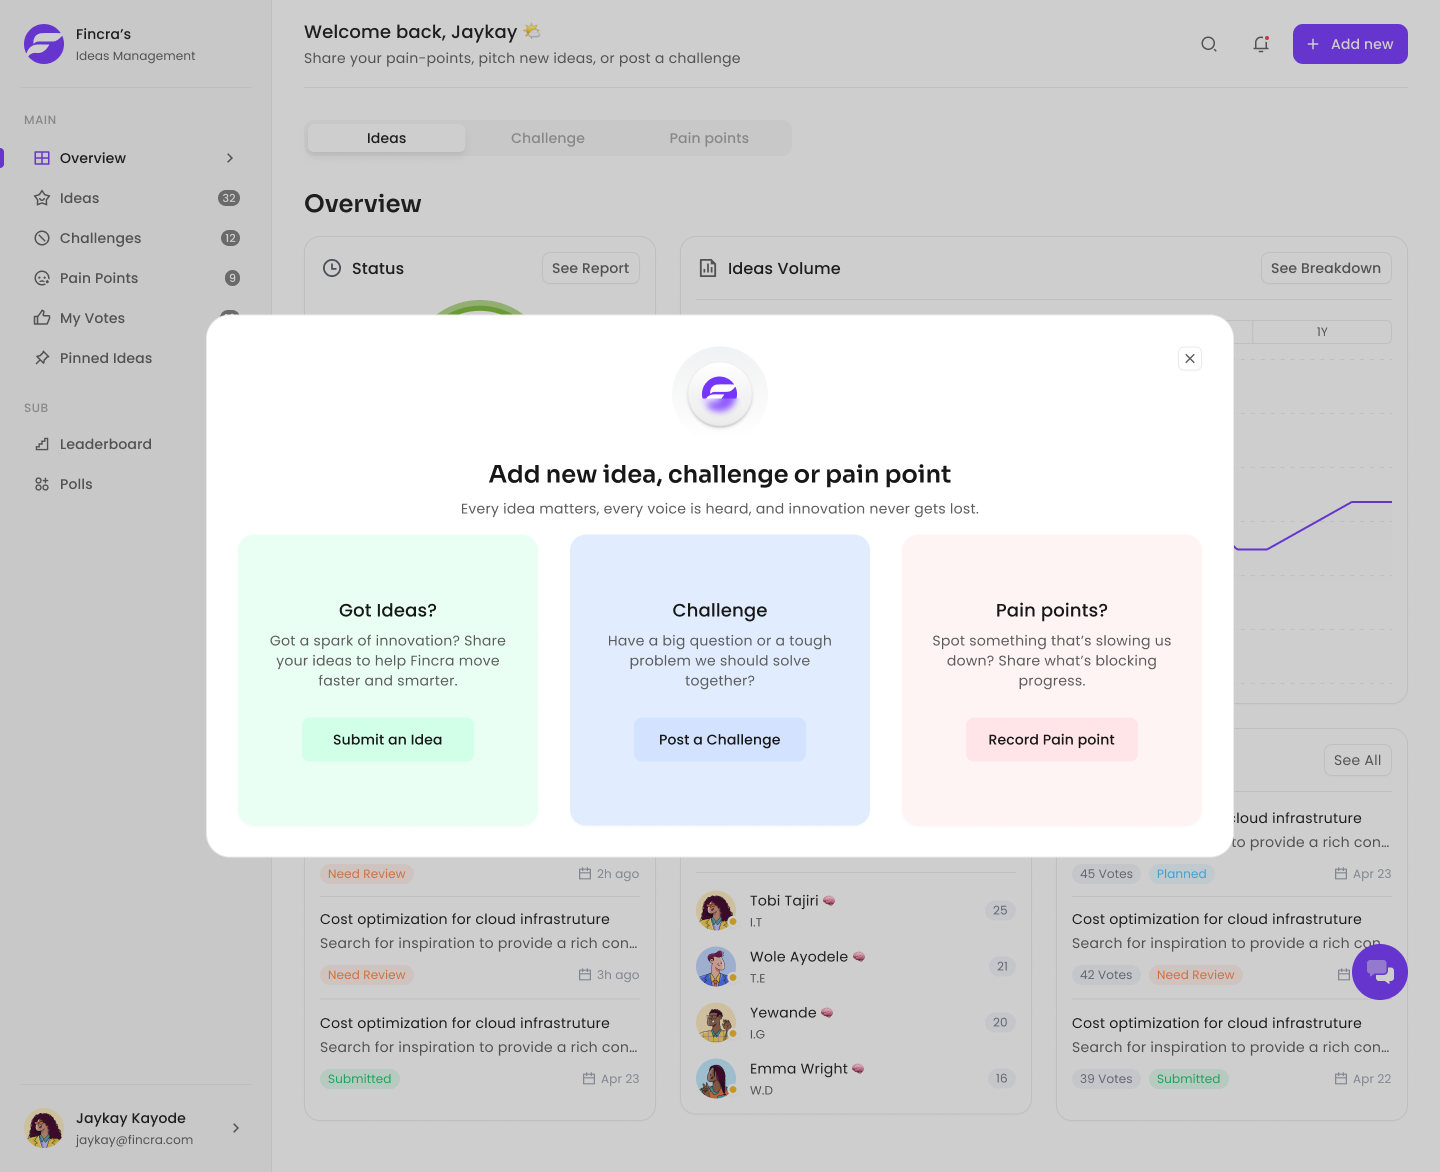 Fincra’s
Ideas Management
MAIN
Overview
Ideas
32
Challenges
12
Pain Points
9
My Votes
Pinned Ideas
SUB
Leaderboard
Polls
Jaykay Kayode
jaykay@fincra.com
Welcome back, Jaykay
Share your pain-points, pitch new ideas, or post a challenge
Add new
Ideas
Challenge
Pain points
Overview
Status
See Report
Ideas Volume
See Breakdown
1Y
Add new idea, challenge or pain point
Every idea matters, every voice is heard, and innovation never gets lost.
Got Ideas?
Got a spark of innovation? Share
your ideas to help Fincra move
faster and smarter.
Submit an Idea
Challenge
Have a big question or a tough
problem we should solve
together?
Post a Challenge
Pain points?
Spot something that’s slowing us
down? Share what’s blocking
progress.
Record Pain point
Need Review
2h ago
Cost optimization for cloud infrastruture
Search for inspiration to provide a rich con...
Need Review
3h ago
Cost optimization for cloud infrastruture
Search for inspiration to provide a rich con...
Submitted
Apr 23
Tobi Tajiri
I.T
25
Wole Ayodele
T.E
21
Yewande
I.G
20
Emma Wright
W.D
16
See All
cloud infrastruture
to provide a rich con...
45 Votes
Planned
Apr 23
Cost optimization for cloud infrastruture
Search for inspiration to provide a rich con
42 Votes
Need Review
Cost optimization for cloud infrastruture
Search for inspiration to provide a rich con...
39 Votes
Submitted
Apr 22